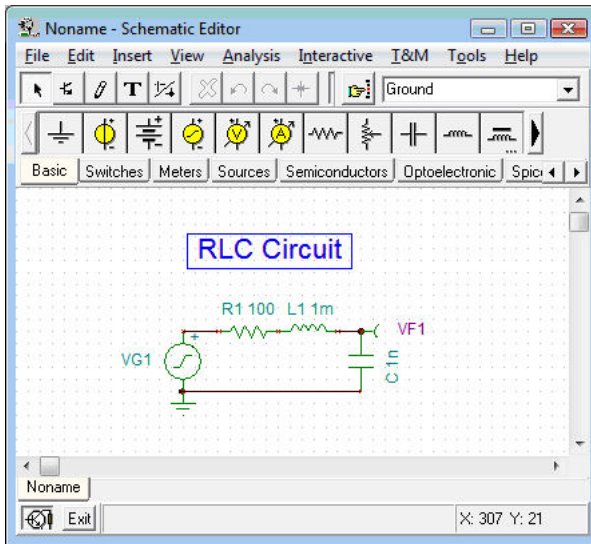 Noname - Schematic Editor
File Edit Insert View Analysis Interactive T&M Tools Help
T
Ground
V A
Basic Switches Meters Sources Semiconductors Optoelectronic Spic
RLC Circuit
R1 100 L1 1m
VF1
+
VG1
C 1n
Noname
Exit
X: 307 Y: 21